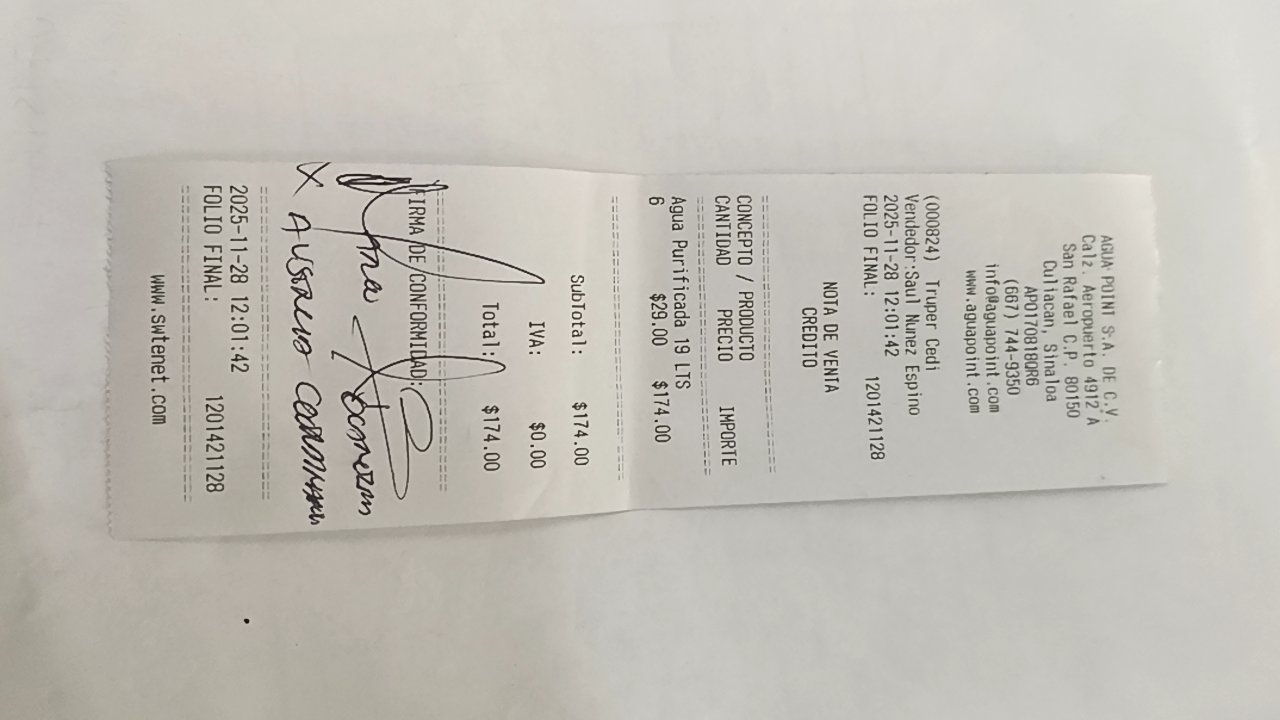 AGUA POINT S.A. DE C.V.
Calz. Aeropuerto 4912 A
San Rafael C.P. 80150
Culiacan, Sinaloa
APO170818QR6
(667) 744-9350
info@aguapoint.com
www.aguapoint.com
(000824) Truper Cedi
Vendedor:Saul Nunez Espino
2025-11-28 12:01:42
FOLIO FINAL: 1201421128
NOTA DE VENTA
CREDITO
CONCEPTO / PRODUCTO
CANTIDAD PRECIO IMPORTE
Agua Purificada 19 LTS
6 $29.00 $174.00
SubTotal: $174.00
IVA: $0.00
Total: $174.00
FIRMA DE CONFORMIDAD:
2025-11-28 12:01:42
FOLIO FINAL: 1201421128
www.swtenet.com